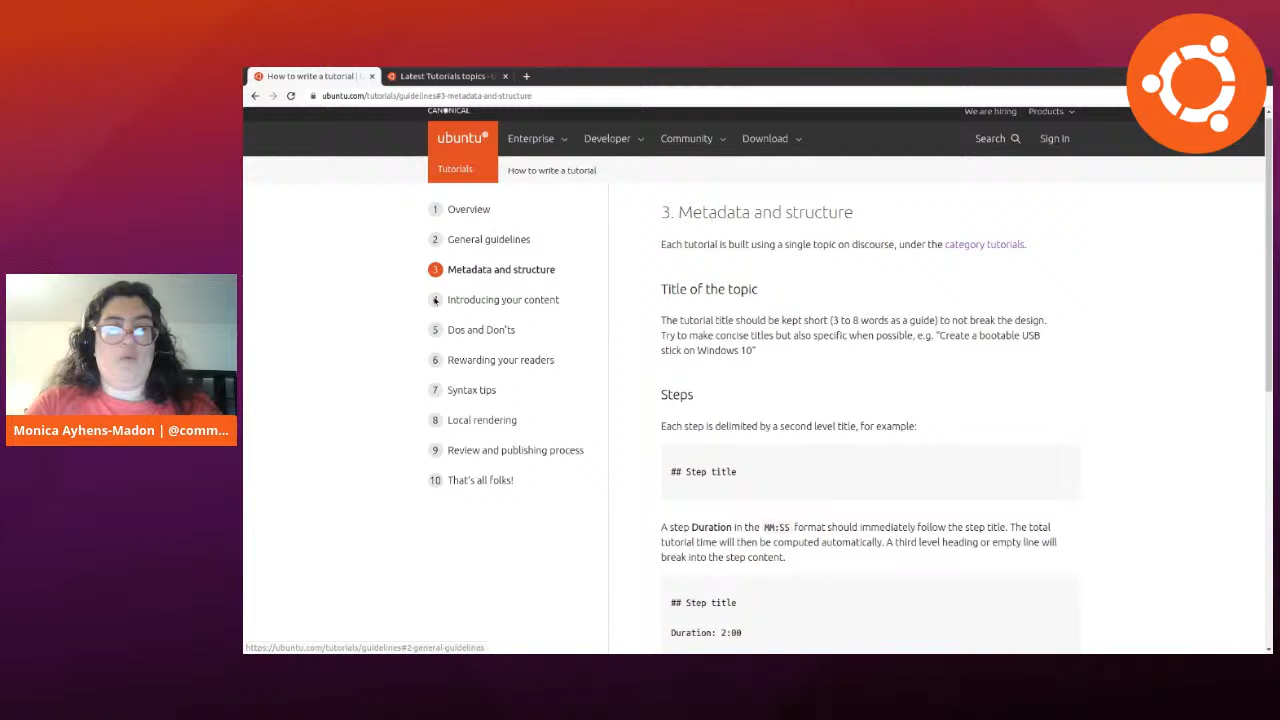 How to write a tutorial |
Latest Tutorials topics -
ubuntu.com/tutorials/guidelines#3-metadata-and-structure
CANONICAL
We are hiring
Products
ubuntu®
Enterprise
Developer
Community
Download
Search
Sign In
Tutorials
How to write a tutorial
1 Overview
2 General guidelines
3 Metadata and structure
4 Introducing your content
5 Dos and Don'ts
6 Rewarding your readers
7 Syntax tips
8 Local rendering
9 Review and publishing process
10 That's all folks!
3. Metadata and structure
Each tutorial is built using a single topic on discourse, under the category tutorials.
Title of the topic
The tutorial title should be kept short (3 to 8 words as a guide) to not break the design.
Try to make concise titles but also specific when possible, e.g. "Create a bootable USB
stick on Windows 10"
Steps
Each step is delimited by a second level title, for example:
## Step title
A step Duration in the MM:SS format should immediately follow the step title. The total
tutorial time will then be computed automatically. A third level heading or empty line will
break into the step content.
## Step title
Duration: 2:00
https://ubuntu.com/tutorials/guidelines#2-general-guidelines
Monica Ayhens-Madon | @comm...